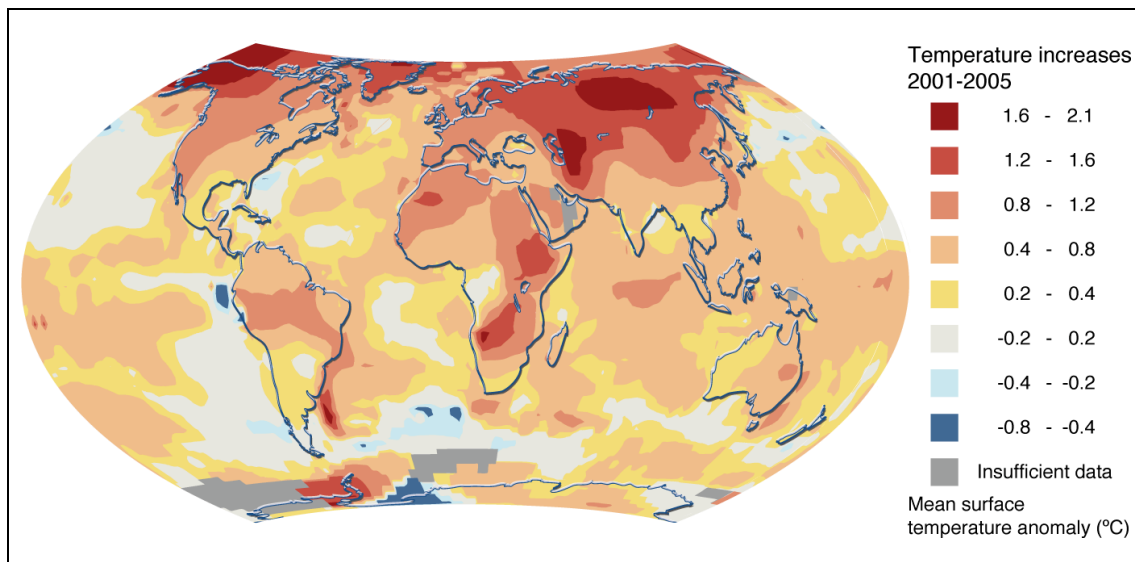 Temperature increases
2001-2005
1.6 - 2.1
1.2 - 1.6
0.8 - 1.2
0.4 - 0.8
0.2 - 0.4
-0.2 - 0.2
-0.4 - -0.2
-0.8 - -0.4
Insufficient data
Mean surface
temperature anomaly (ºC)